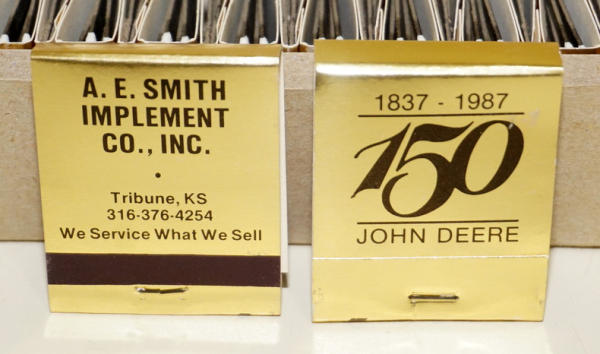 A. E. SMITH
IMPLEMENT
CO., INC.
•
Tribune, KS
316-376-4254
We Service What We Sell
1837 - 1987
150
JOHN DEERE